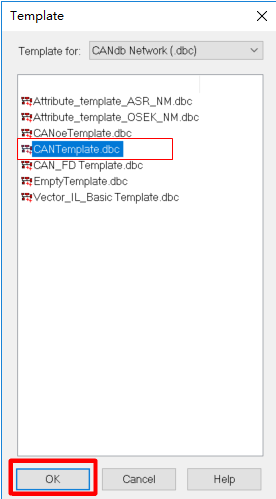 Template
Template for: CANdb Network (.dbc)
Attribute_template_ASR_NM.dbc
Attribute_template_OSEK_NM.dbc
CANoeTemplate.dbc
CANTemplate.dbc
CAN_FD Template.dbc
EmptyTemplate.dbc
Vector_IL_Basic Template.dbc
OK Cancel Help